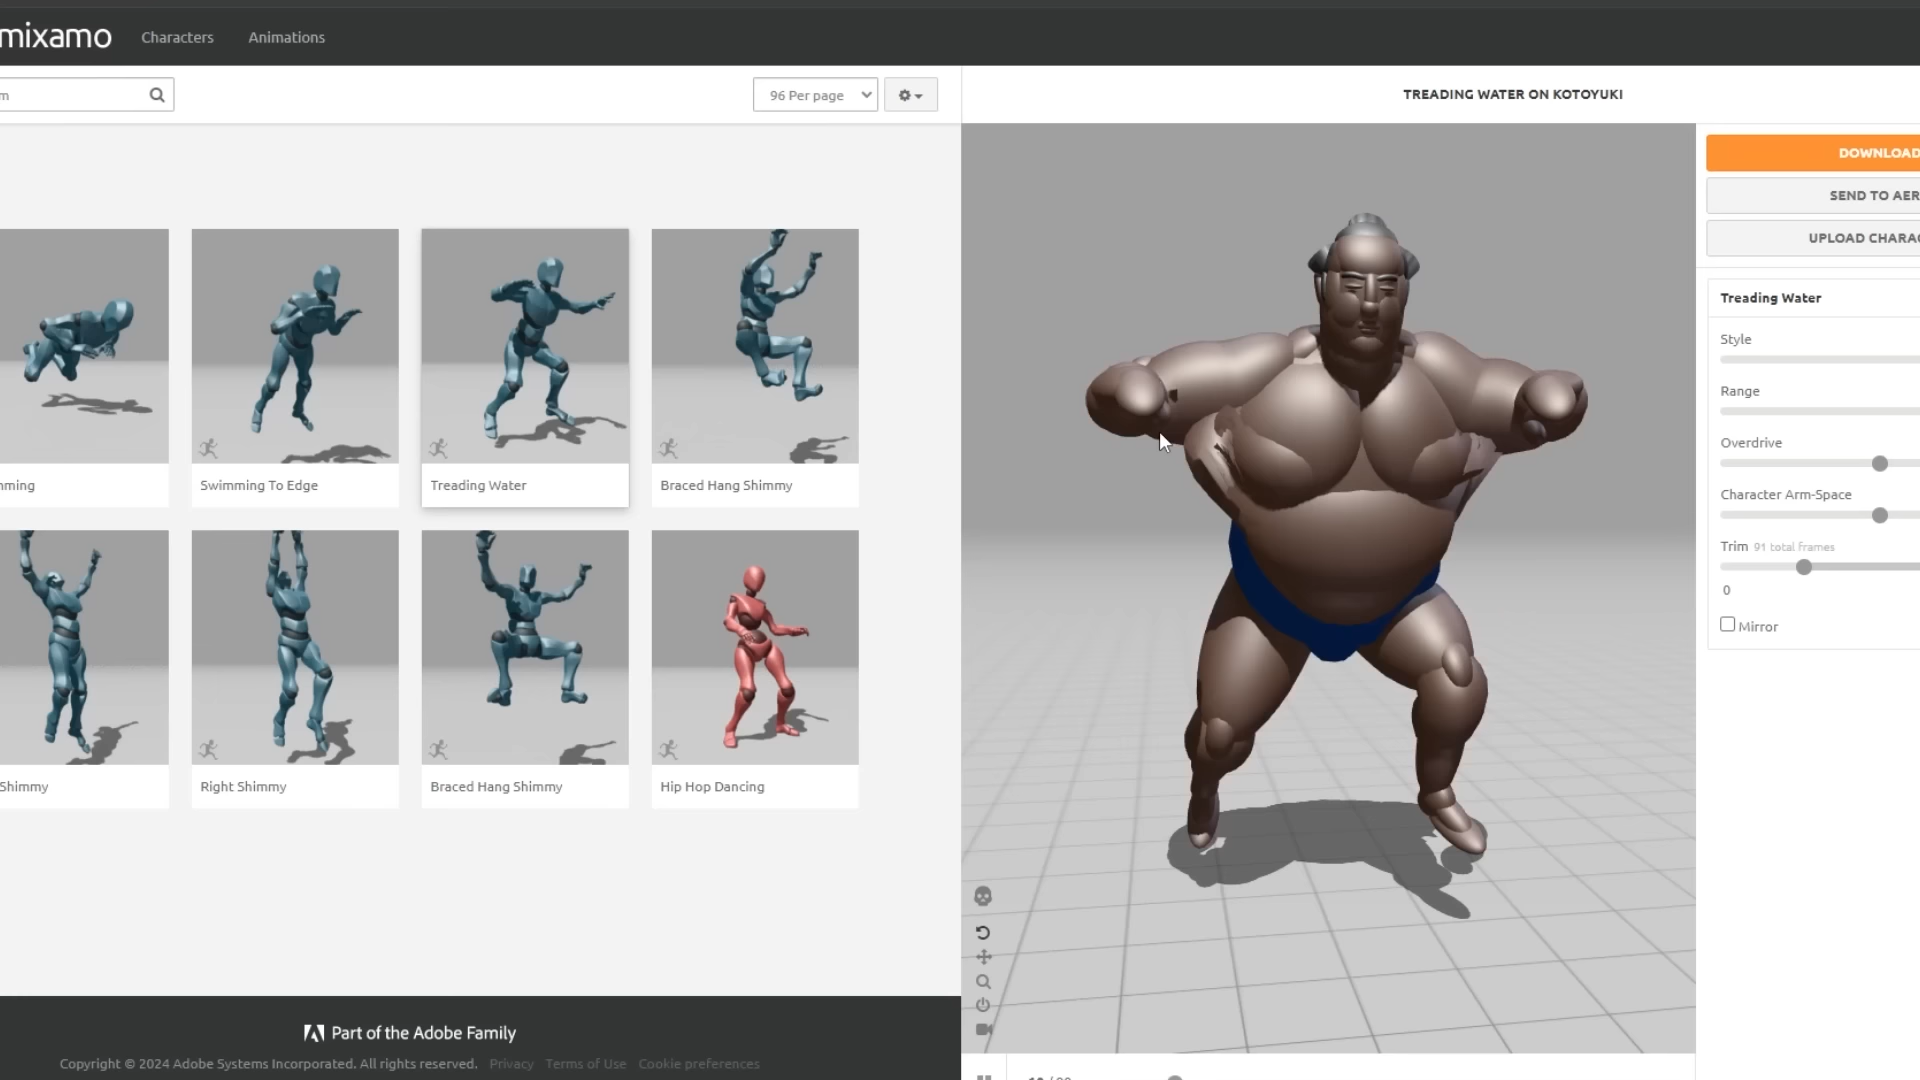 mixamo
Characters
Animations
m
96 Per page
TREADING WATER ON KOTOYUKI
DOWNLOAD
SEND TO AER
UPLOAD CHARAC
Treading Water
Style
Range
Overdrive
Character Arm-Space
Trim 91 total frames
0
Mirror
mming
Swimming To Edge
Treading Water
Braced Hang Shimmy
Shimmy
Right Shimmy
Braced Hang Shimmy
Hip Hop Dancing
Part of the Adobe Family
Copyright © 2024 Adobe Systems Incorporated. All rights reserved. Privacy Terms of Use Cookie preferences